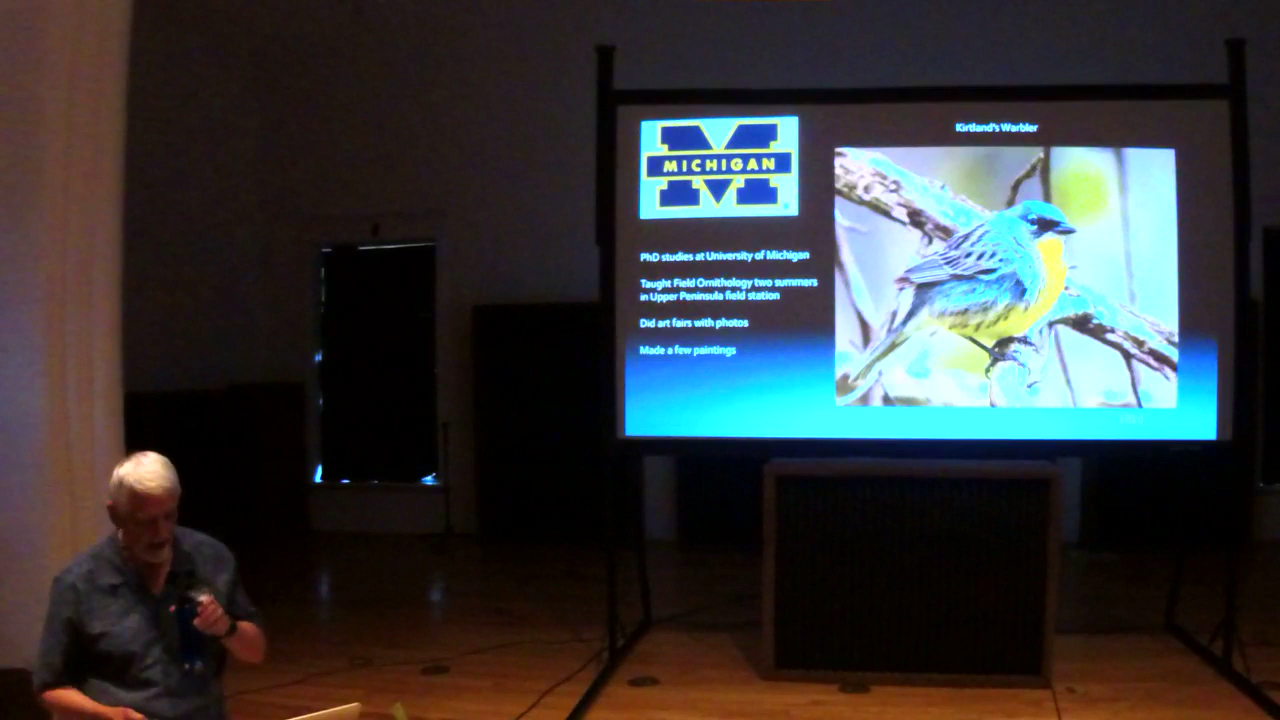 MICHIGAN
PhD studies at University of Michigan
Taught Field Ornithology two summers
in Upper Peninsula field station
Did art fairs with photos
Made a few paintings
Kirtland's Warbler